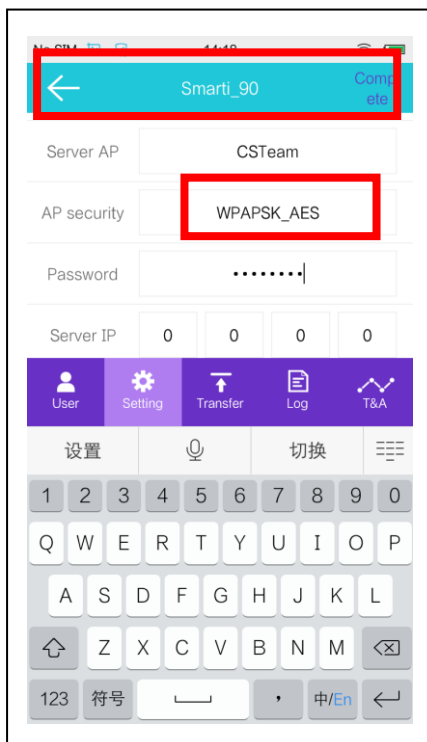 No SIM 14:18
Smarti_90 Comp
ete
Server AP CSTeam
AP security WPAPSK_AES
Password ••••••••
Server IP 0 0 0 0
User Setting Transfer Log T&A
设置 切换
1 2 3 4 5 6 7 8 9 0
Q W E R T Y U I O P
A S D F G H J K L
Z X C V B N M
123 符号 , 中/En